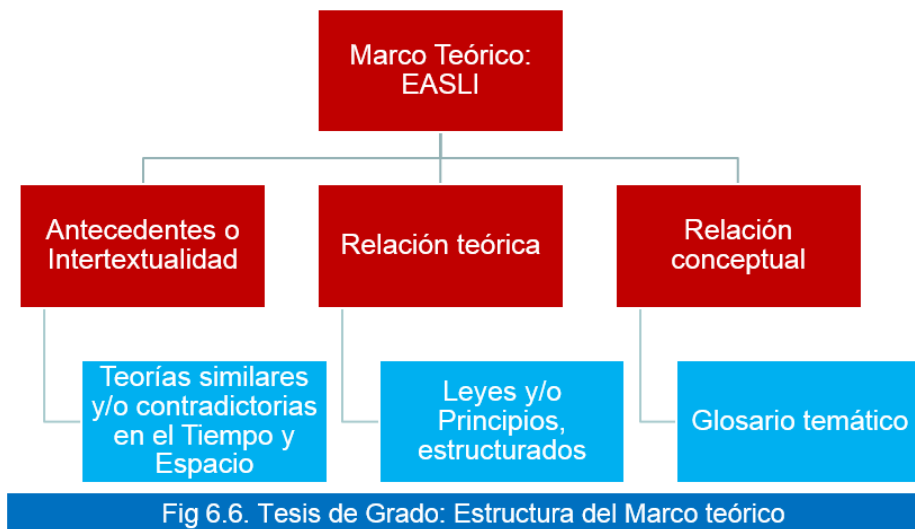 Marco Teórico:
EASLI
Antecedentes o
Intertextualidad
Relación teórica
Relación
conceptual
Teorías similares
y/o contradictorias
en el Tiempo y
Espacio
Leyes y/o
Principios,
estructurados
Glosario temático
Fig 6.6. Tesis de Grado: Estructura del Marco teórico